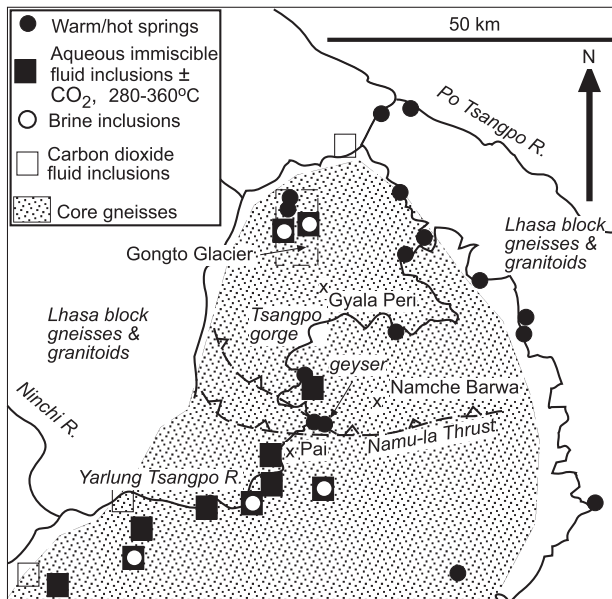 Warm/hot springs
Aqueous immiscible
fluid inclusions ±
CO2, 280-360ºC
Brine inclusions
Carbon dioxide
fluid inclusions
Core gneisses
50 km
N
Po Tsangpo R.
Lhasa block
gneisses &
granitoids
Gongto Glacier
Gyala Peri
Tsangpo
gorge
Lhasa block
gneisses &
granitoids
geyser
Namche Barwa
Ninchi R.
Namu-la Thrust
Pai
Yarlung Tsangpo R.